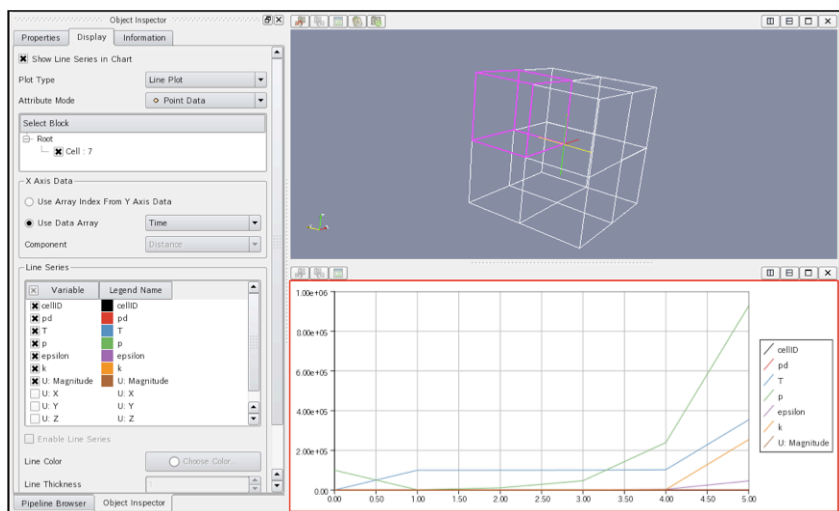 Object Inspector
Properties Display Information
Show Line Series in Chart
Plot Type Line Plot
Attribute Mode Point Data
Select Block
Root
Cell : 7
X Axis Data
Use Array Index From Y Axis Data
Use Data Array Time
Component Distance
Line Series
Variable Legend Name
cellID cellID
pd pd
T T
p p
epsilon epsilon
k k
U: Magnitude U: Magnitude
U: X U: X
U: Y U: Y
U: Z U: Z
Enable Line Series
Line Color Choose Color...
Line Thickness 1
Pipeline Browser Object Inspector
1.00e+06
8.00e+05
6.00e+05
4.00e+05
2.00e+05
0.00
0.00 0.50 1.00 1.50 2.00 2.50 3.00 3.50 4.00 4.50 5.00
cellID
pd
T
p
epsilon
k
U: Magnitude